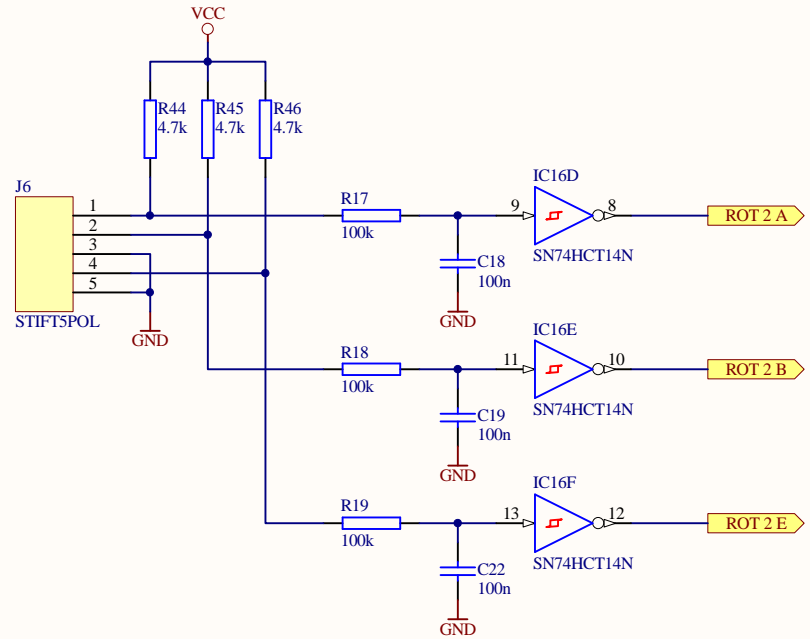 VCC
R44
4.7k
R45
4.7k
R46
4.7k
J6
1
2
3
4
5
STIFT5POL
GND
R17
100k
C18
100n
GND
IC16D
9
8
SN74HCT14N
ROT 2 A
R18
100k
C19
100n
GND
IC16E
11
10
SN74HCT14N
ROT 2 B
R19
100k
C22
100n
GND
IC16F
13
12
SN74HCT14N
ROT 2 E